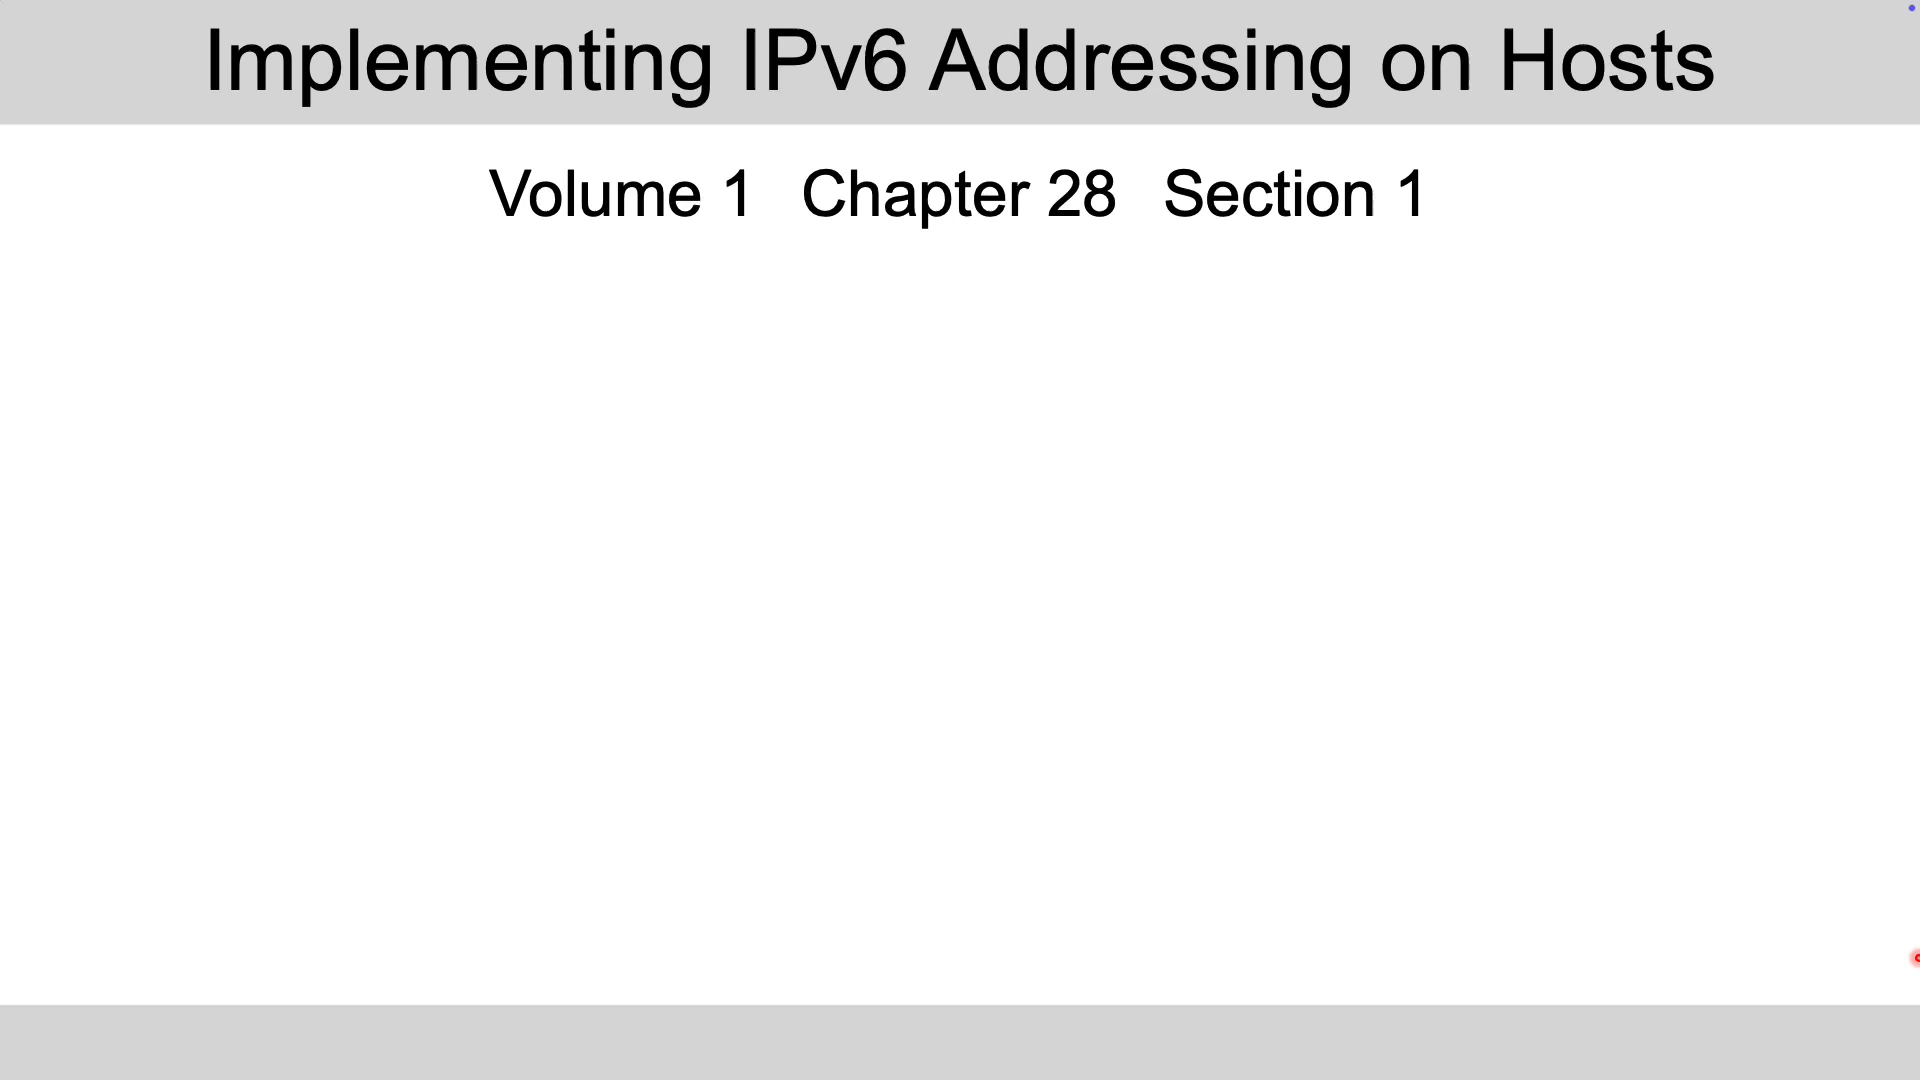 Implementing IPv6 Addressing on Hosts
Volume 1 Chapter 28 Section 1